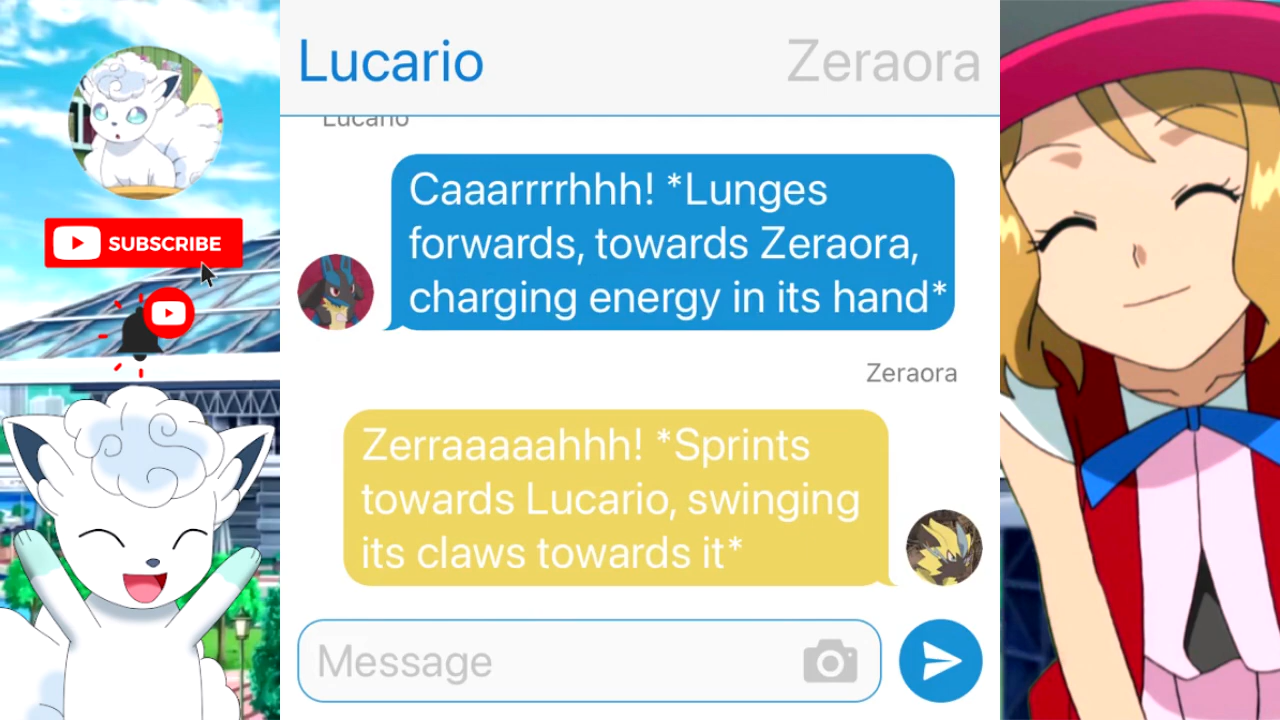 Lucario
Zeraora
Lucario
Caaarrrrhhh! *Lunges
forwards, towards Zeraora,
charging energy in its hand*
SUBSCRIBE
Zeraora
Zerraaaaahhh! *Sprints
towards Lucario, swinging
its claws towards it*
Message